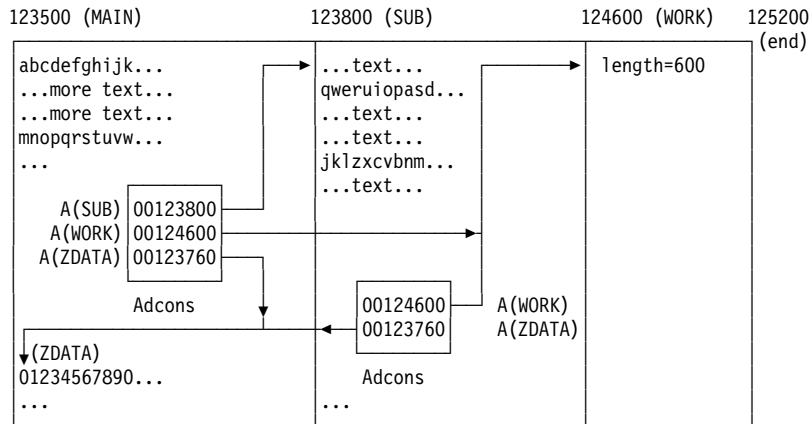 123500 (MAIN) 123800 (SUB) 124600 (WORK) 125200
(end)
abcdefghijk... ...text... length=600
...more text... qweruiopasd...
...more text... ...text...
mnopqrstuvw... ...text...
... jklzxcvbnm...
...text...
A(SUB) 00123800
A(WORK) 00124600
A(ZDATA) 00123760
Adcons 00124600 A(WORK)
00123760 A(ZDATA)
(ZDATA)
01234567890... Adcons
... ...